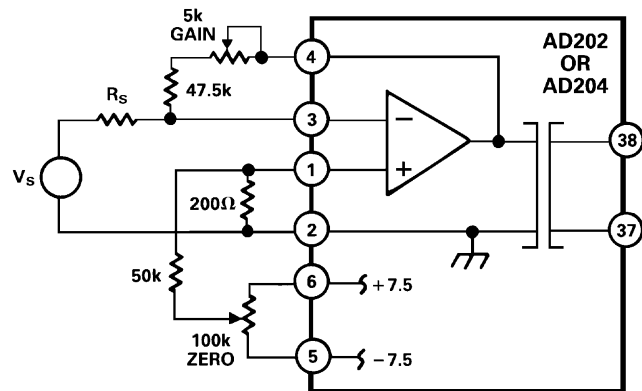 5k
GAIN
4
AD202
OR
AD204
47.5k
RS
3
38
VS
1
200Ω
2
37
50k
6
+7.5
100k
ZERO
5
−7.5
−
+